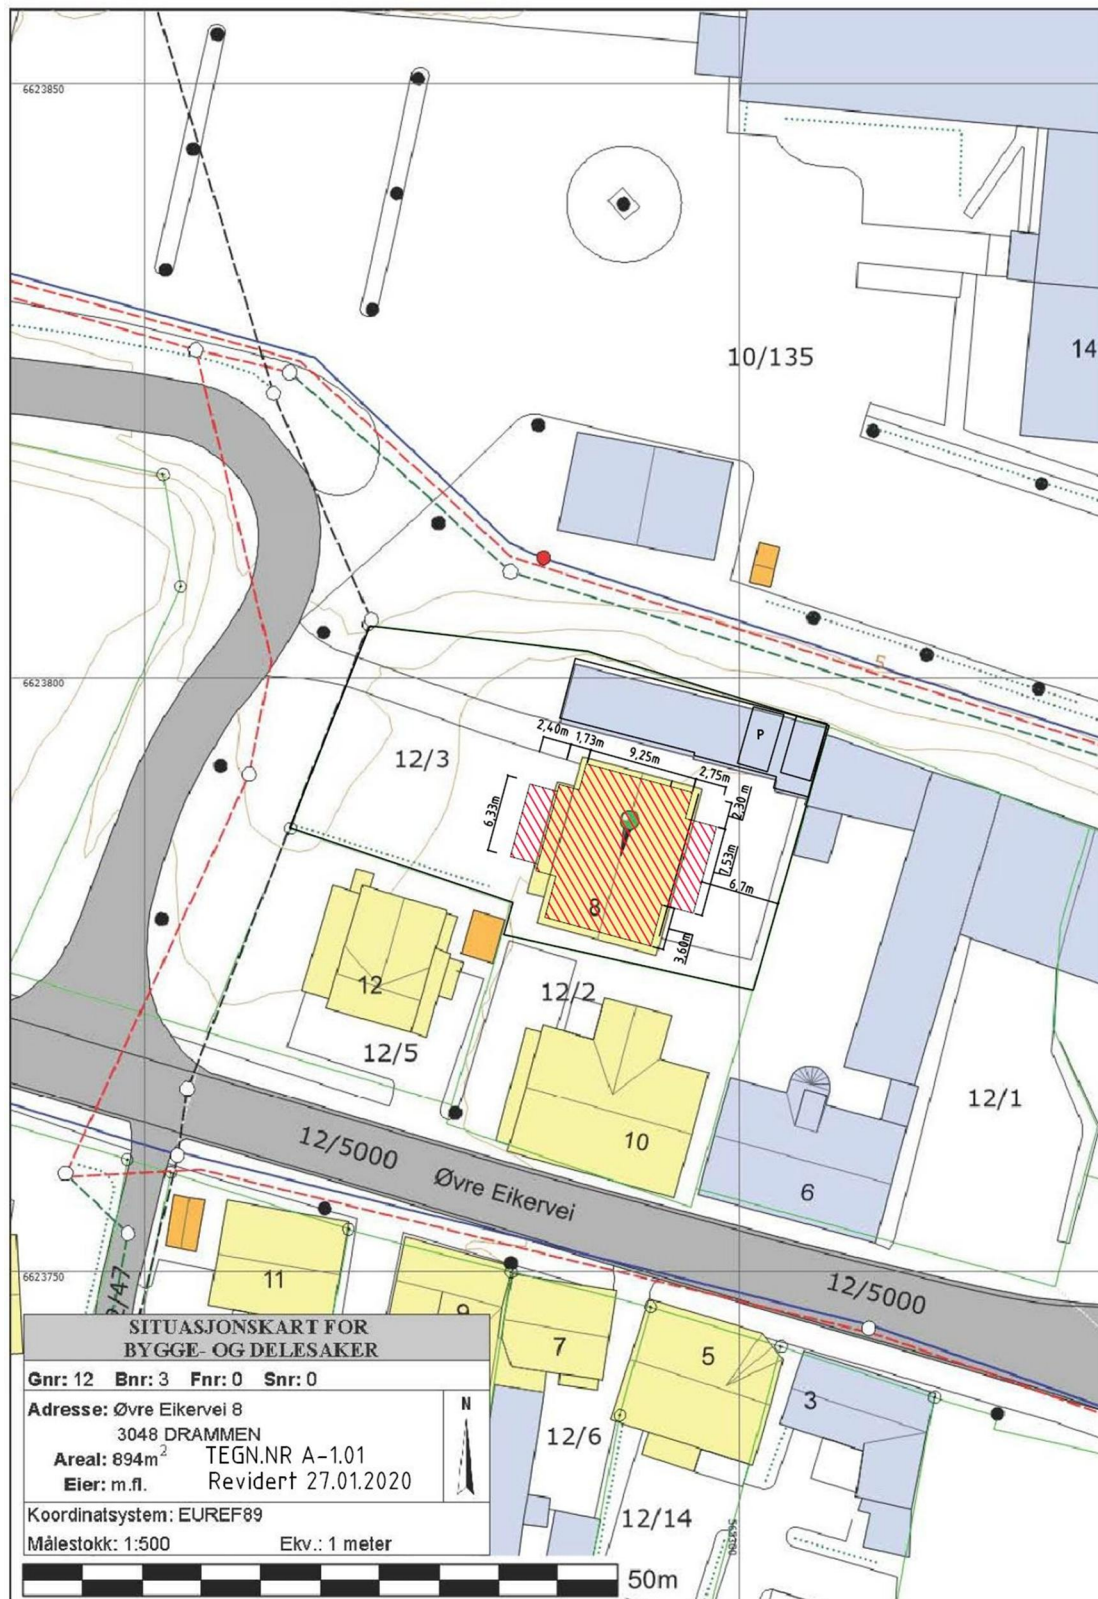 6623850
10/135
14
5
6623800
12/3
2,40m
1,73m
9,25m
2,75m
2,30 m
P
6,33m
7,53m
6,7m
3,60m
8
12
12/2
12/5
10
12/1
6
12/5000
Øvre Eikervei
12/5000
6623750
11
9
7
5
3
12/6
12/14
SITUASJONSKART FOR
BYGGE- OG DELESAKER
Gnr: 12 Bnr: 3 Fnr: 0 Snr: 0
Adresse: Øvre Eikervei 8
3048 DRAMMEN
Areal: 894m² TEGN.NR A-1.01
Eier: m.fl. Revidert 27.01.2020
N
Koordinatsystem: EUREF89
Målestokk: 1:500 Ekv.: 1 meter
50m